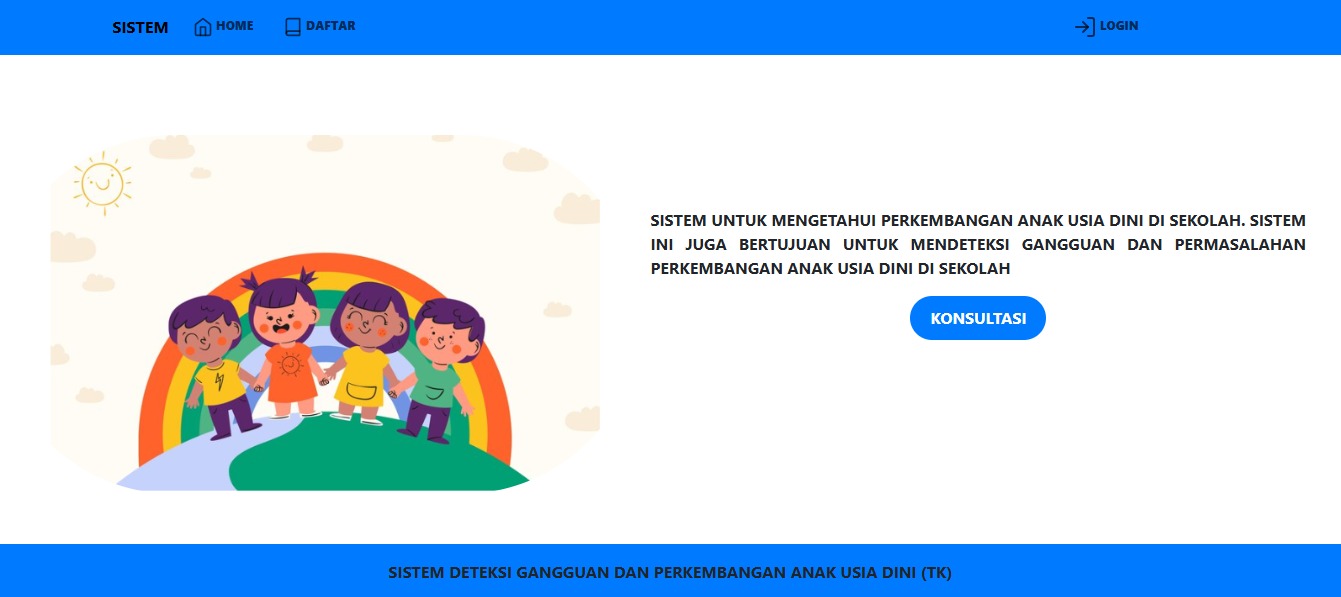 SISTEM HOME DAFTAR LOGIN
SISTEM UNTUK MENGETAHUI PERKEMBANGAN ANAK USIA DINI DI SEKOLAH. SISTEM
INI JUGA BERTUJUAN UNTUK MENDETEKSI GANGGUAN DAN PERMASALAHAN
PERKEMBANGAN ANAK USIA DINI DI SEKOLAH
KONSULTASI
SISTEM DETEKSI GANGGUAN DAN PERKEMBANGAN ANAK USIA DINI (TK)